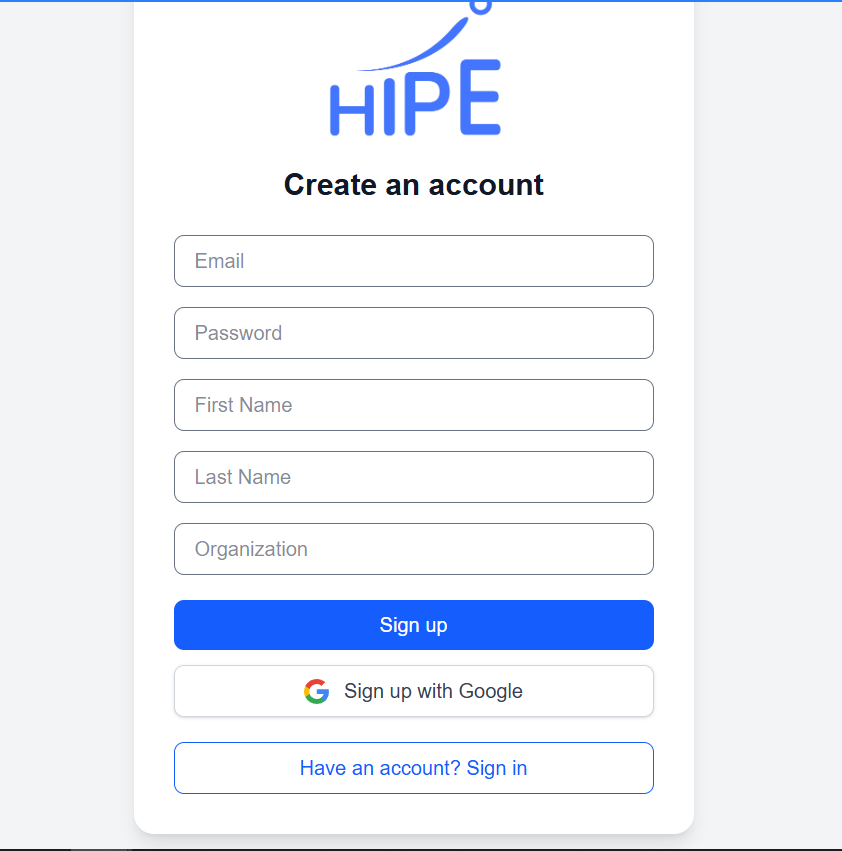 HIPE
Create an account
Email
Password
First Name
Last Name
Organization
Sign up
Sign up with Google
Have an account? Sign in